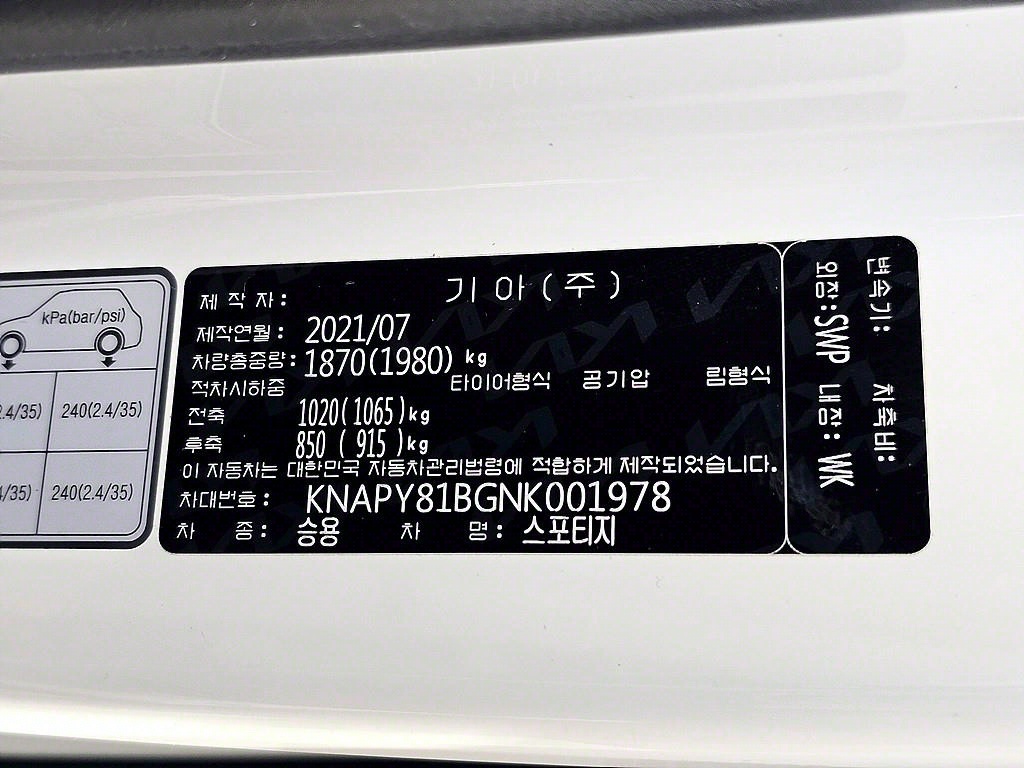 kPa(bar/psi)
2.4/35) 240(2.4/35)
4/35) 240(2.4/35)
제 작 자 : 기 아 ( 주 )
제작연월 : 2021/07
차량총중량 : 1870(1980) kg
적차시하중 타이어형식 공기압 림형식
전축 1020(1065)kg
후축 850 ( 915 )kg
이 자동차는 대한민국 자동차관리법령에 적합하게 제작되었습니다.
차대번호 : KNAPY81BGNK001978
차 종 : 승용 차 명 : 스포티지
변속기: 차축비:
외장:SWP 내장: WK